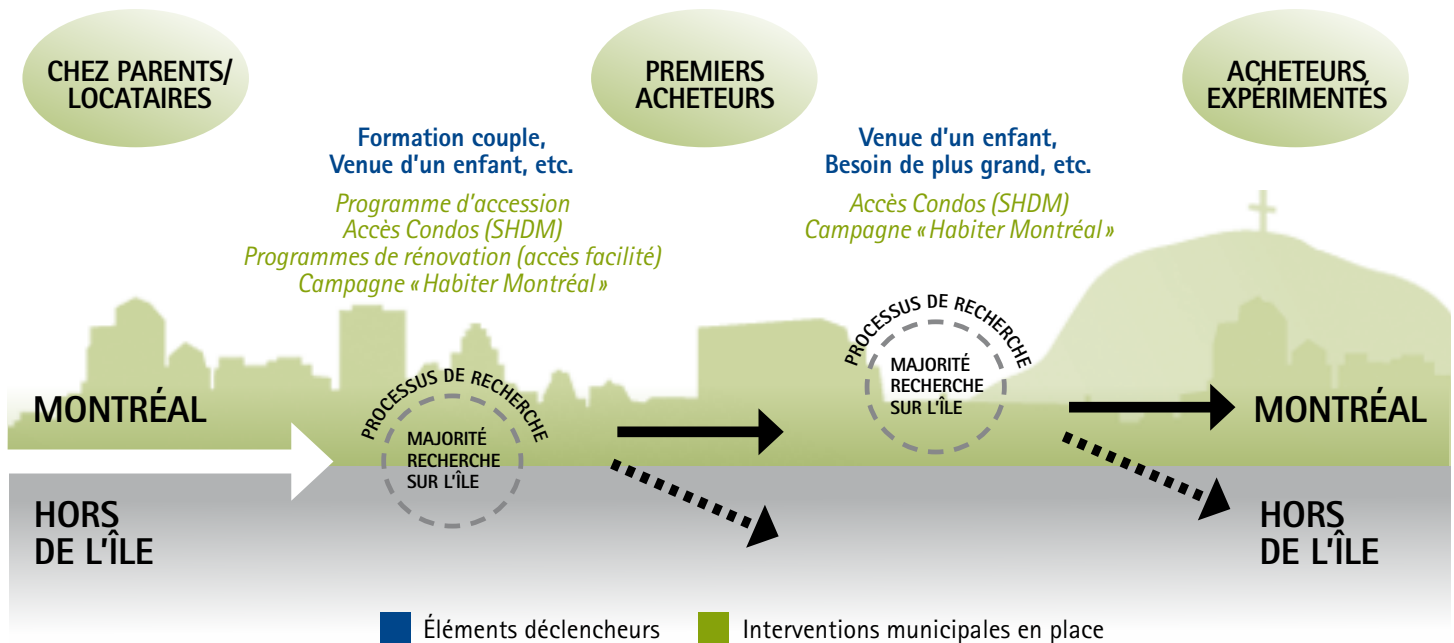 CHEZ PARENTS/
LOCATAIRES
PREMIERS
ACHETEURS
ACHETEURS
EXPÉRIMENTÉS
Formation couple,
Venue d'un enfant, etc.
Programme d'accession
Accès Condos (SHDM)
Programmes de rénovation (accès facilité)
Campagne « Habiter Montréal »
Venue d'un enfant,
Besoin de plus grand, etc.
Accès Condos (SHDM)
Campagne « Habiter Montréal »
MONTRÉAL
HORS
DE L'ÎLE
PROCESSUS DE RECHERCHE
MAJORITÉ
RECHERCHE
SUR L'ÎLE
PROCESSUS DE RECHERCHE
MAJORITÉ
RECHERCHE
SUR L'ÎLE
MONTRÉAL
HORS
DE L'ÎLE
Éléments déclencheurs
Interventions municipales en place